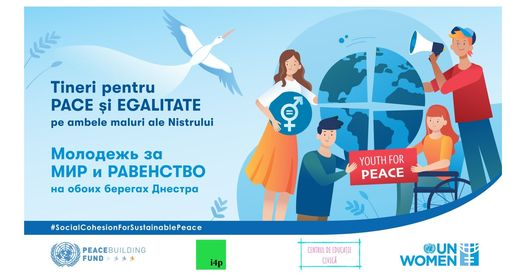 Tineri pentru
PACE și EGALITATE
pe ambele maluri ale Nistrului
Молодежь за
МИР и РАВЕНСТВО
на обоих берегах Днестра
YOUTH FOR
PEACE
#SocialCohesionForSustainablePeace
PEACEBUILDING
FUND
i4p
CENTRUL DE EDUCAȚIE
CIVICĂ
UN
WOMEN